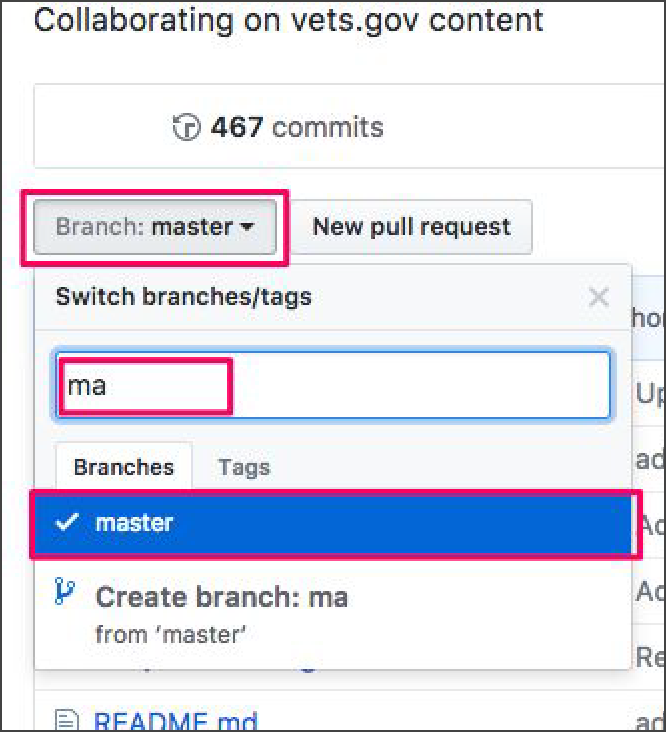 Collaborating on vets.gov content
467 commits
Branch: master
New pull request
Switch branches/tags
ma
Branches Tags
master
Create branch: ma
from ‘master’
README.md